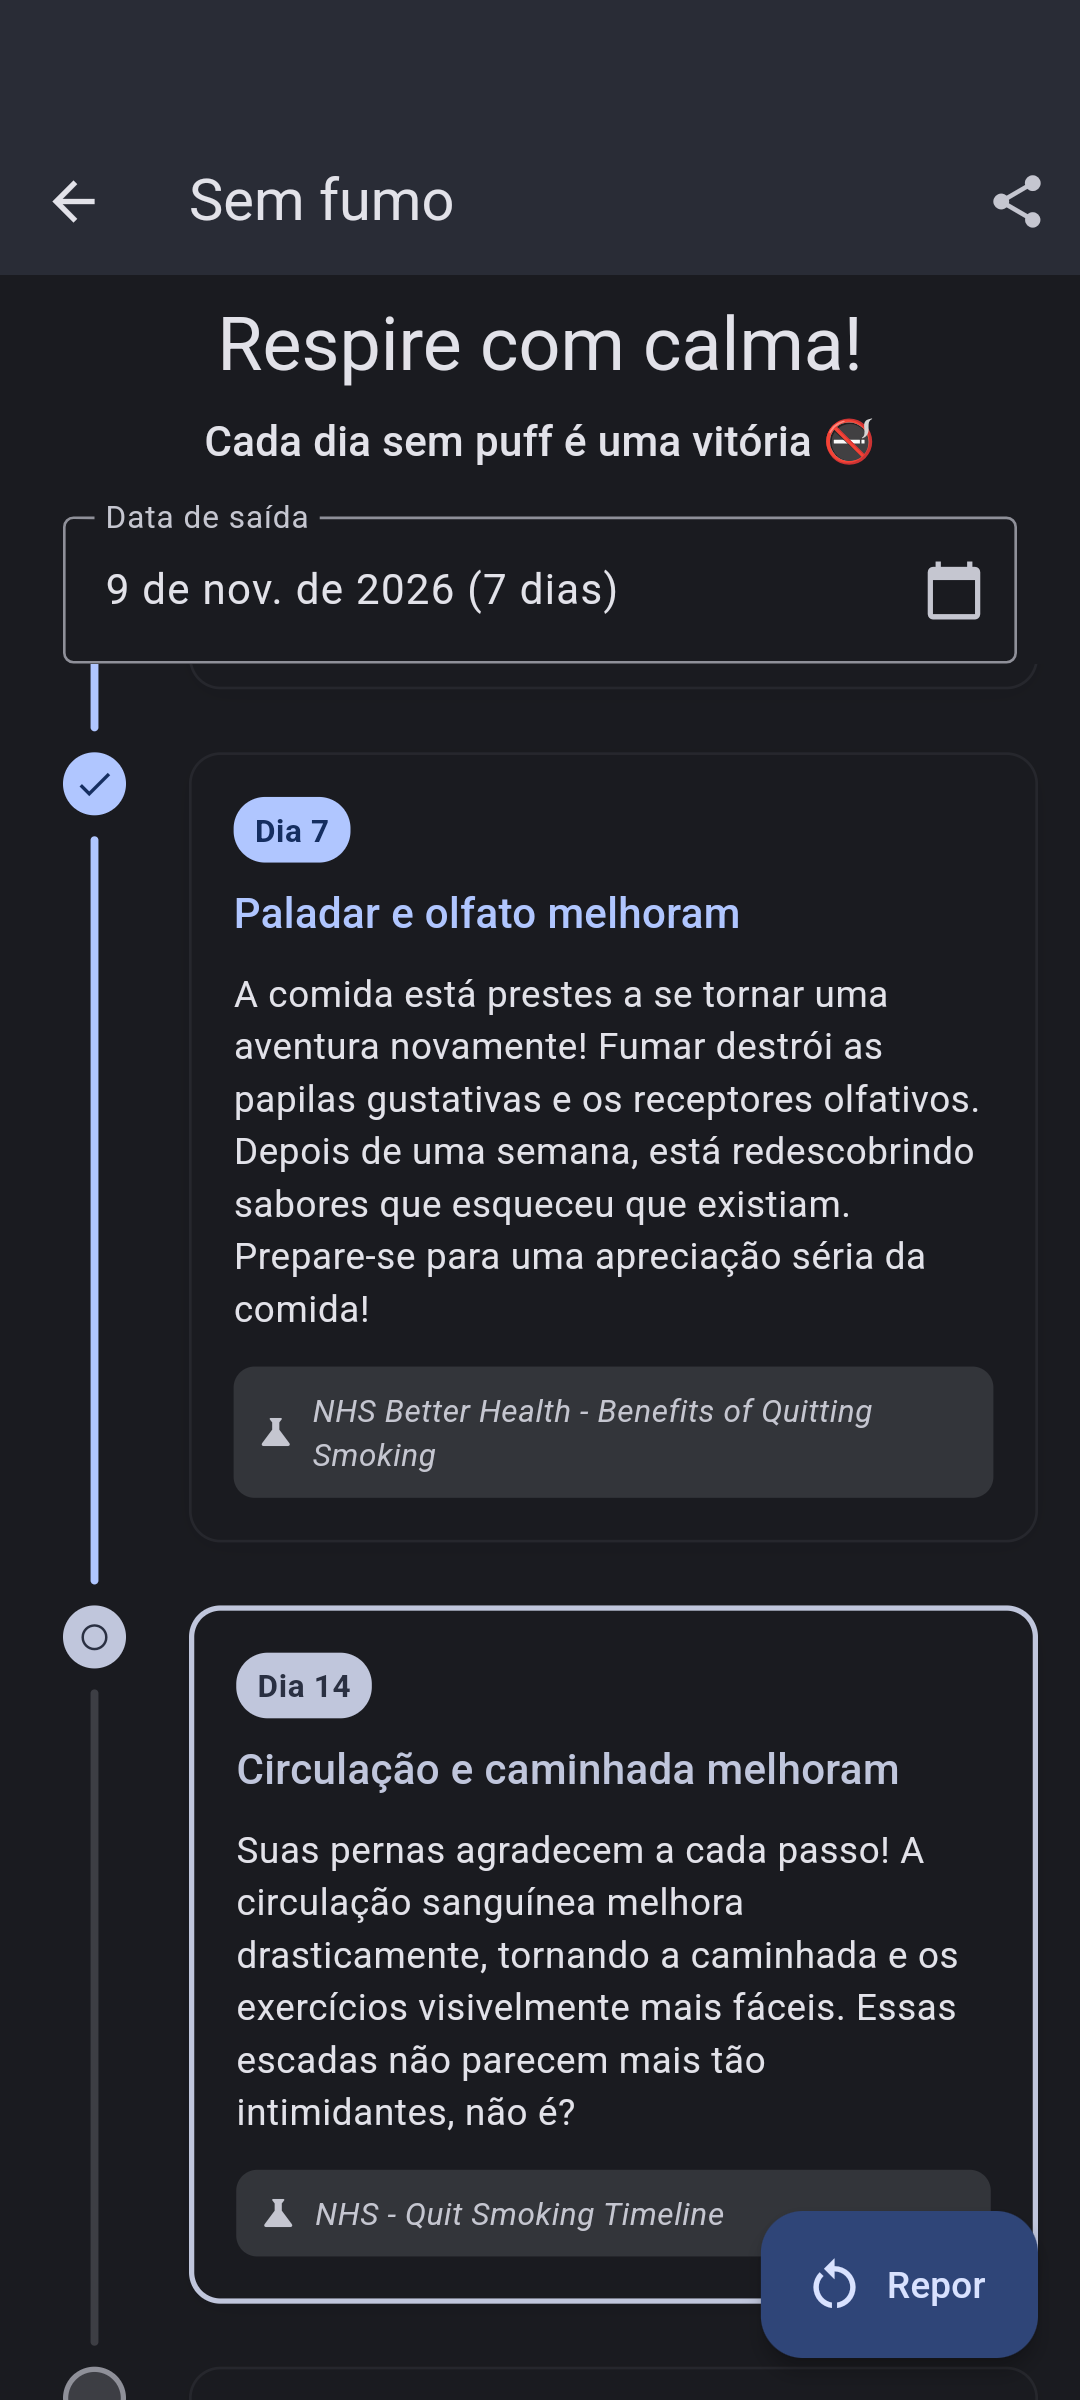 Sem fumo
Respire com calma!
Cada dia sem puff é uma vitória 🚭
Data de saída
9 de nov. de 2026 (7 dias)
Dia 7
Paladar e olfato melhoram
A comida está prestes a se tornar uma
aventura novamente! Fumar destrói as
papilas gustativas e os receptores olfativos.
Depois de uma semana, está redescobrindo
sabores que esqueceu que existiam.
Prepare-se para uma apreciação séria da
comida!
NHS Better Health - Benefits of Quitting
Smoking
Dia 14
Circulação e caminhada melhoram
Suas pernas agradecem a cada passo! A
circulação sanguínea melhora
drasticamente, tornando a caminhada e os
exercícios visivelmente mais fáceis. Essas
escadas não parecem mais tão
intimidantes, não é?
NHS - Quit Smoking Timeline
Repor